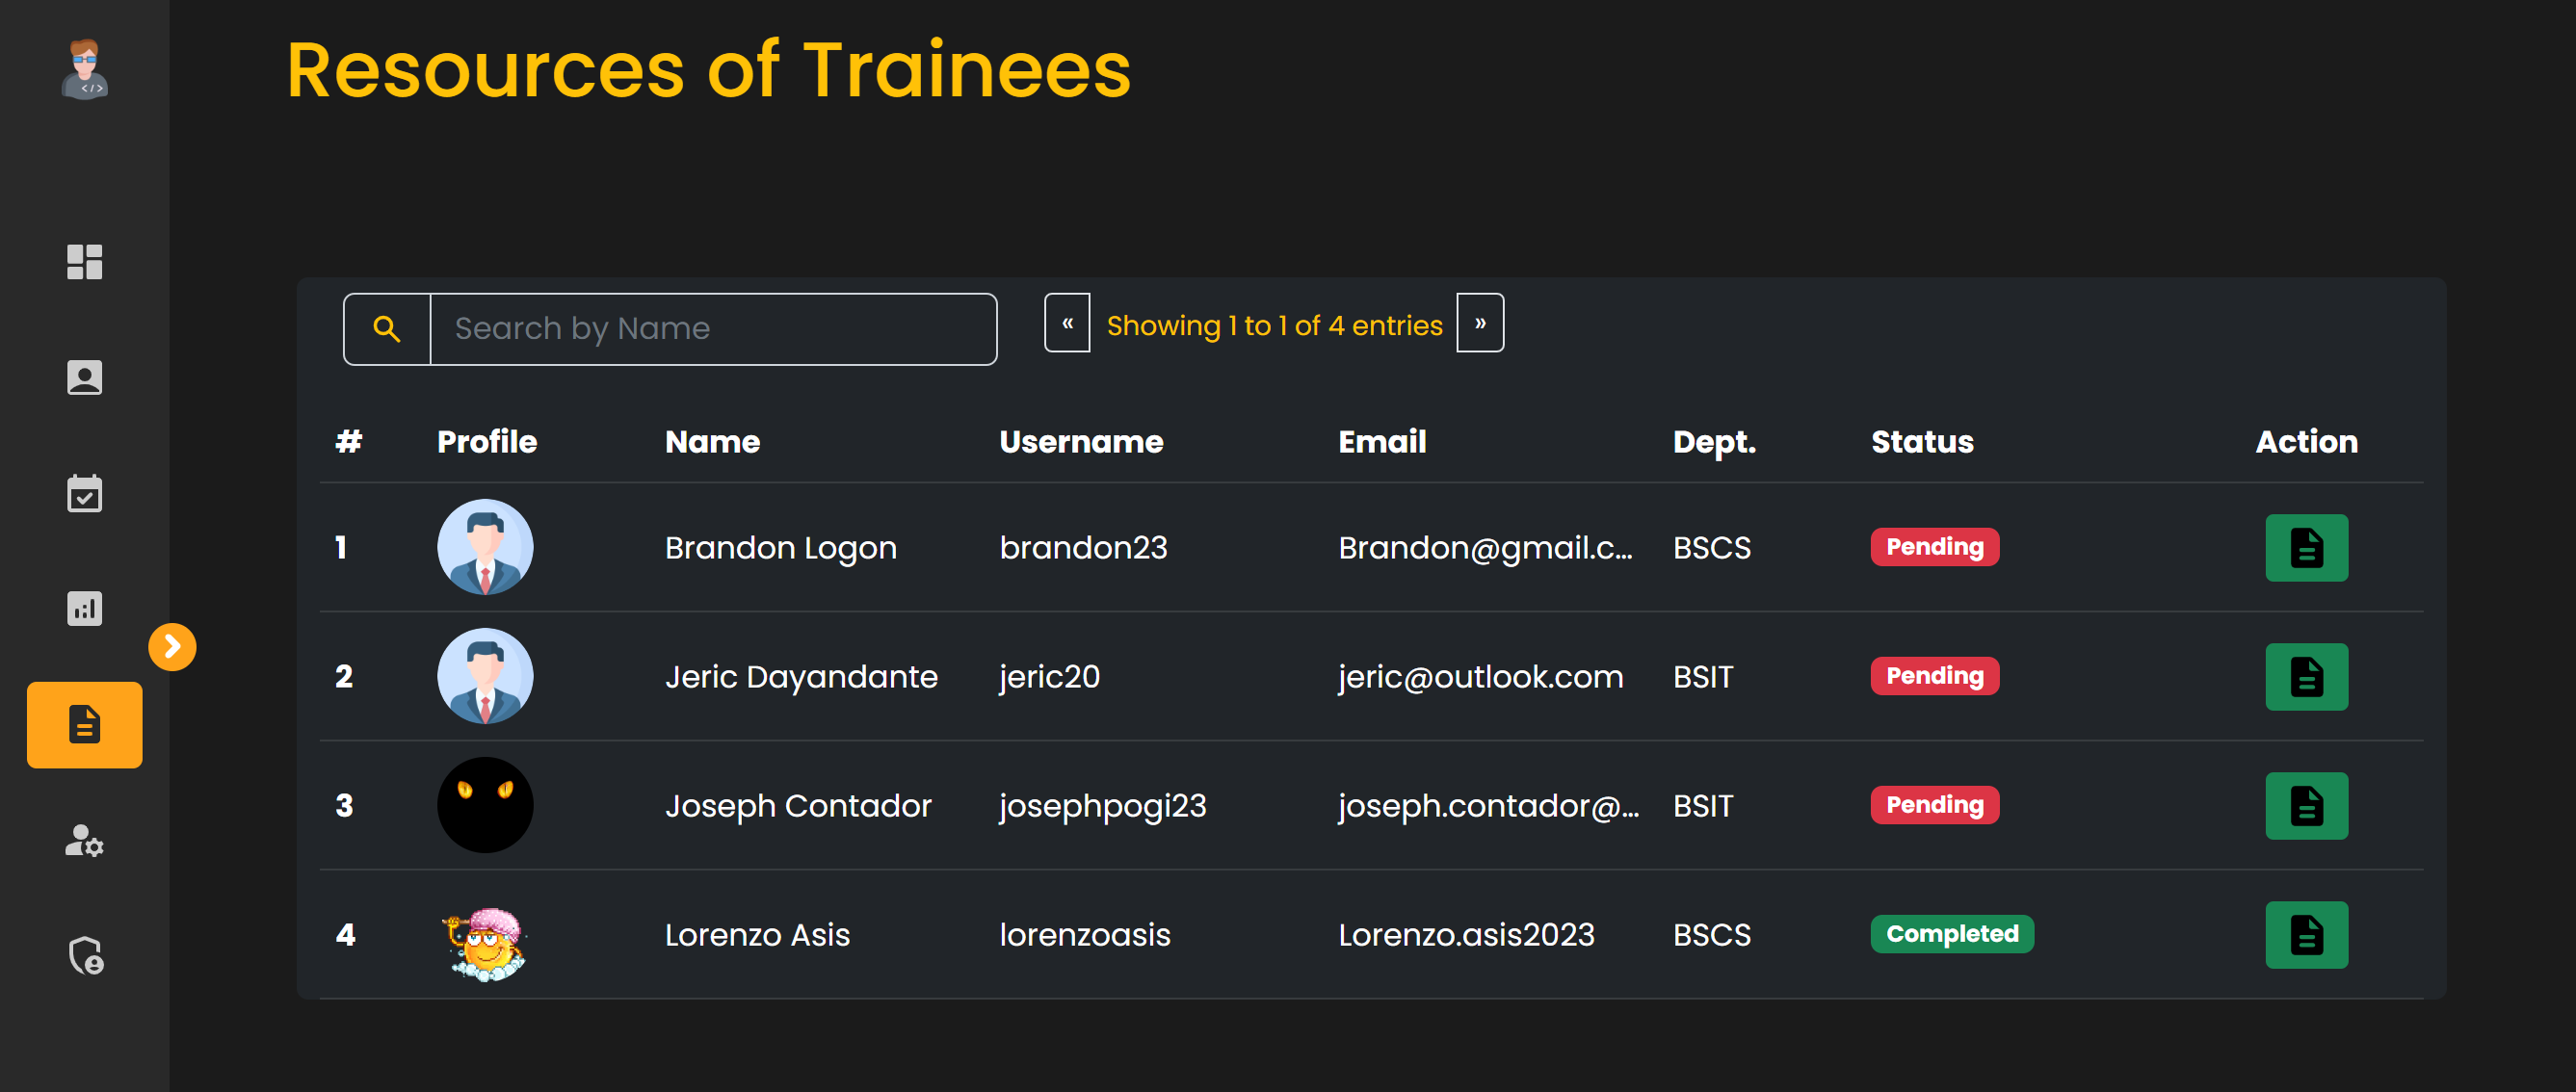 Resources of Trainees
Search by Name
« Showing 1 to 1 of 4 entries »
# Profile Name Username Email Dept. Status Action
1 Brandon Logon brandon23 Brandon@gmail.c... BSCS Pending
2 Jeric Dayandante jeric20 jeric@outlook.com BSIT Pending
3 Joseph Contador josephpogi23 joseph.contador@... BSIT Pending
4 Lorenzo Asis lorenzoasis Lorenzo.asis2023 BSCS Completed